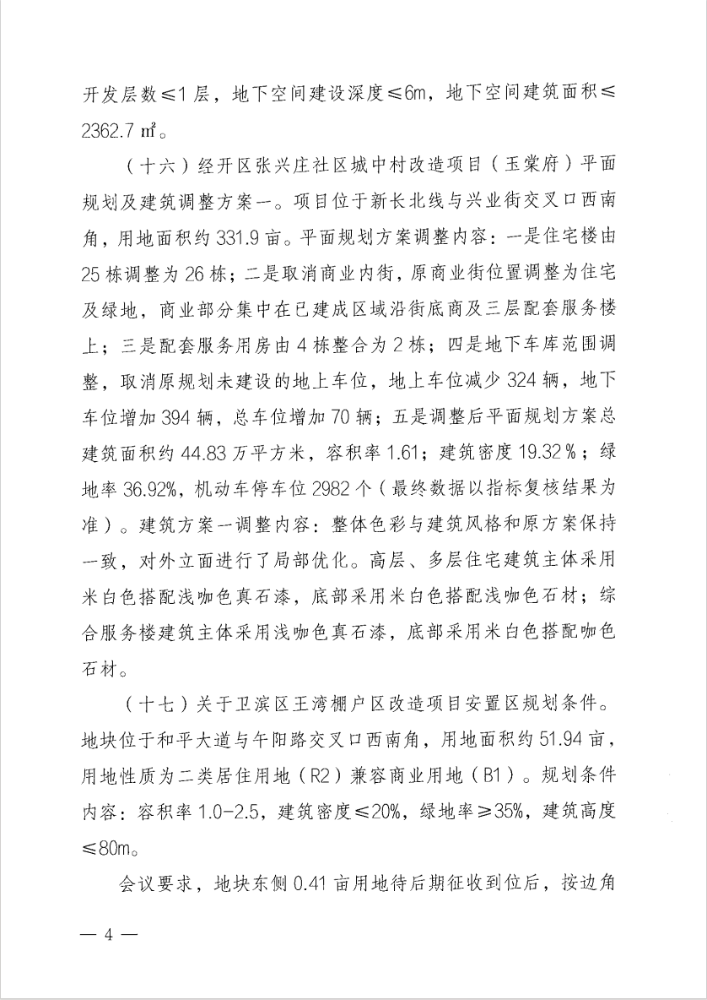 开发层数≤1 层，地下空间建设深度≤6m，地下空间建筑面积≤
2362.7 ㎡。
（十六）经开区张兴庄社区城中村改造项目（玉棠府）平面
规划及建筑调整方案一。项目位于新长北线与兴业街交叉口西南
角，用地面积约 331.9 亩。平面规划方案调整内容：一是住宅楼由
25 栋调整为 26 栋；二是取消商业内街，原商业街位置调整为住宅
及绿地，商业部分集中在已建成区域沿街底商及三层配套服务楼
上；三是配套服务用房由 4 栋整合为 2 栋；四是地下车库范围调
整，取消原规划未建设的地上车位，地上车位减少 324 辆，地下
车位增加 394 辆，总车位增加 70 辆；五是调整后平面规划方案总
建筑面积约 44.83 万平方米，容积率 1.61；建筑密度 19.32％；绿
地率 36.92%，机动车停车位 2982 个（最终数据以指标复核结果为
准）。建筑方案一调整内容：整体色彩与建筑风格和原方案保持
一致，对外立面进行了局部优化。高层、多层住宅建筑主体采用
米白色搭配浅咖色真石漆，底部采用米白色搭配浅咖色石材；综
合服务楼建筑主体采用浅咖色真石漆，底部采用米白色搭配咖色
石材。
（十七）关于卫滨区王湾棚户区改造项目安置区规划条件。
地块位于和平大道与午阳路交叉口西南角，用地面积约 51.94 亩，
用地性质为二类居住用地（R2）兼容商业用地（B1）。规划条件
内容：容积率 1.0-2.5，建筑密度≤20%，绿地率≥35%，建筑高度
≤80m。
会议要求，地块东侧 0.41 亩用地待后期征收到位后，按边角
— 4 —